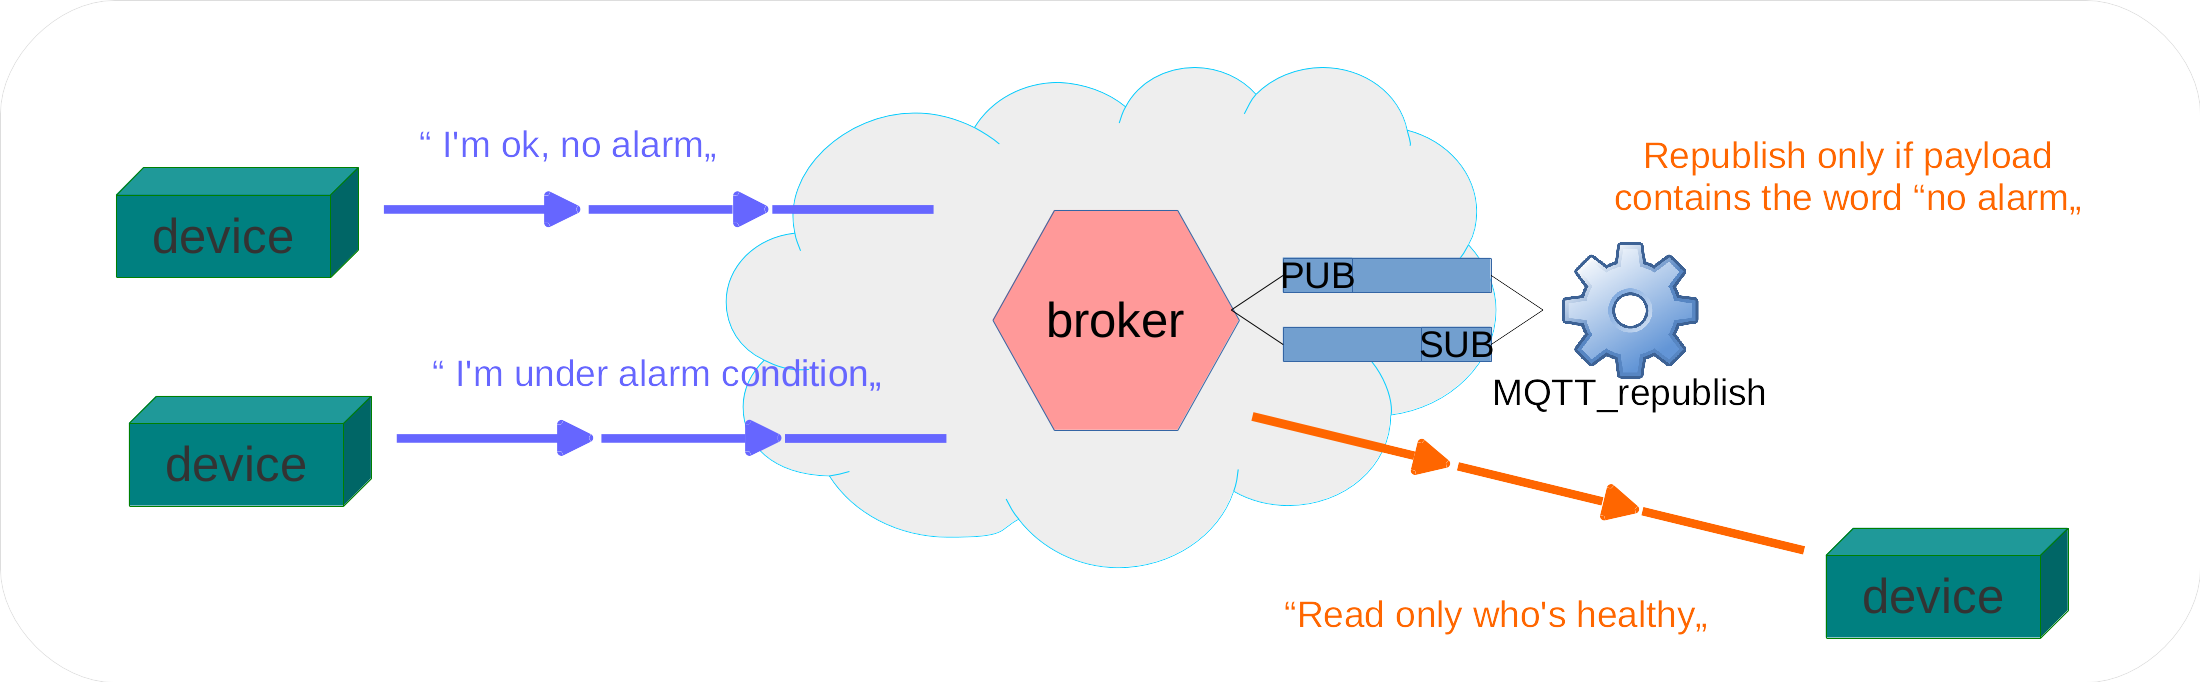 “ I'm ok, no alarm„
Republish only if payload
contains the word “no alarm„
device
PUB
broker
SUB
“ I'm under alarm condition„
MQTT_republish
device
device
“Read only who's healthy„